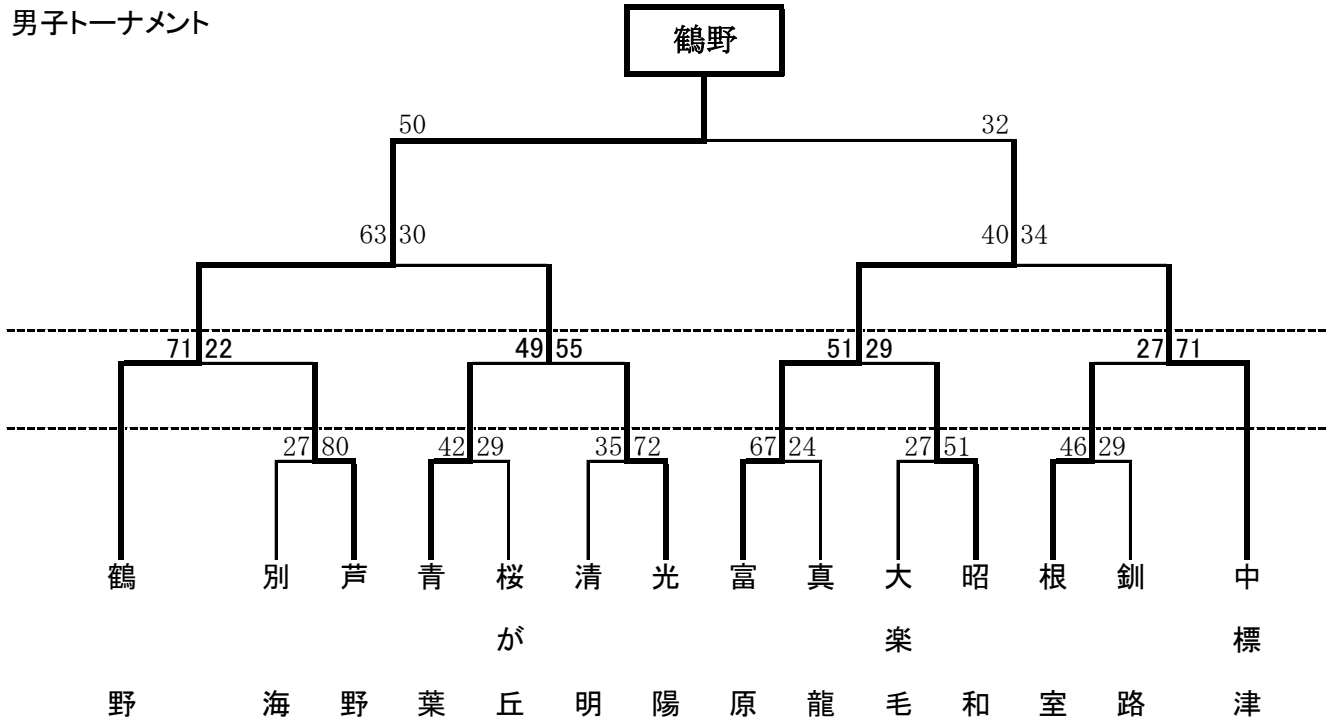 男子トーナメント
鶴野
50 32
63 30 40 34
71 22 49 55 51 29 27 71
27 80 42 29 35 72 67 24 27 51 46 29
鶴野
別海
芦野
青葉
桜が丘
清明
光陽
富原
真龍
大楽毛
昭和
根室
釧路
中標津